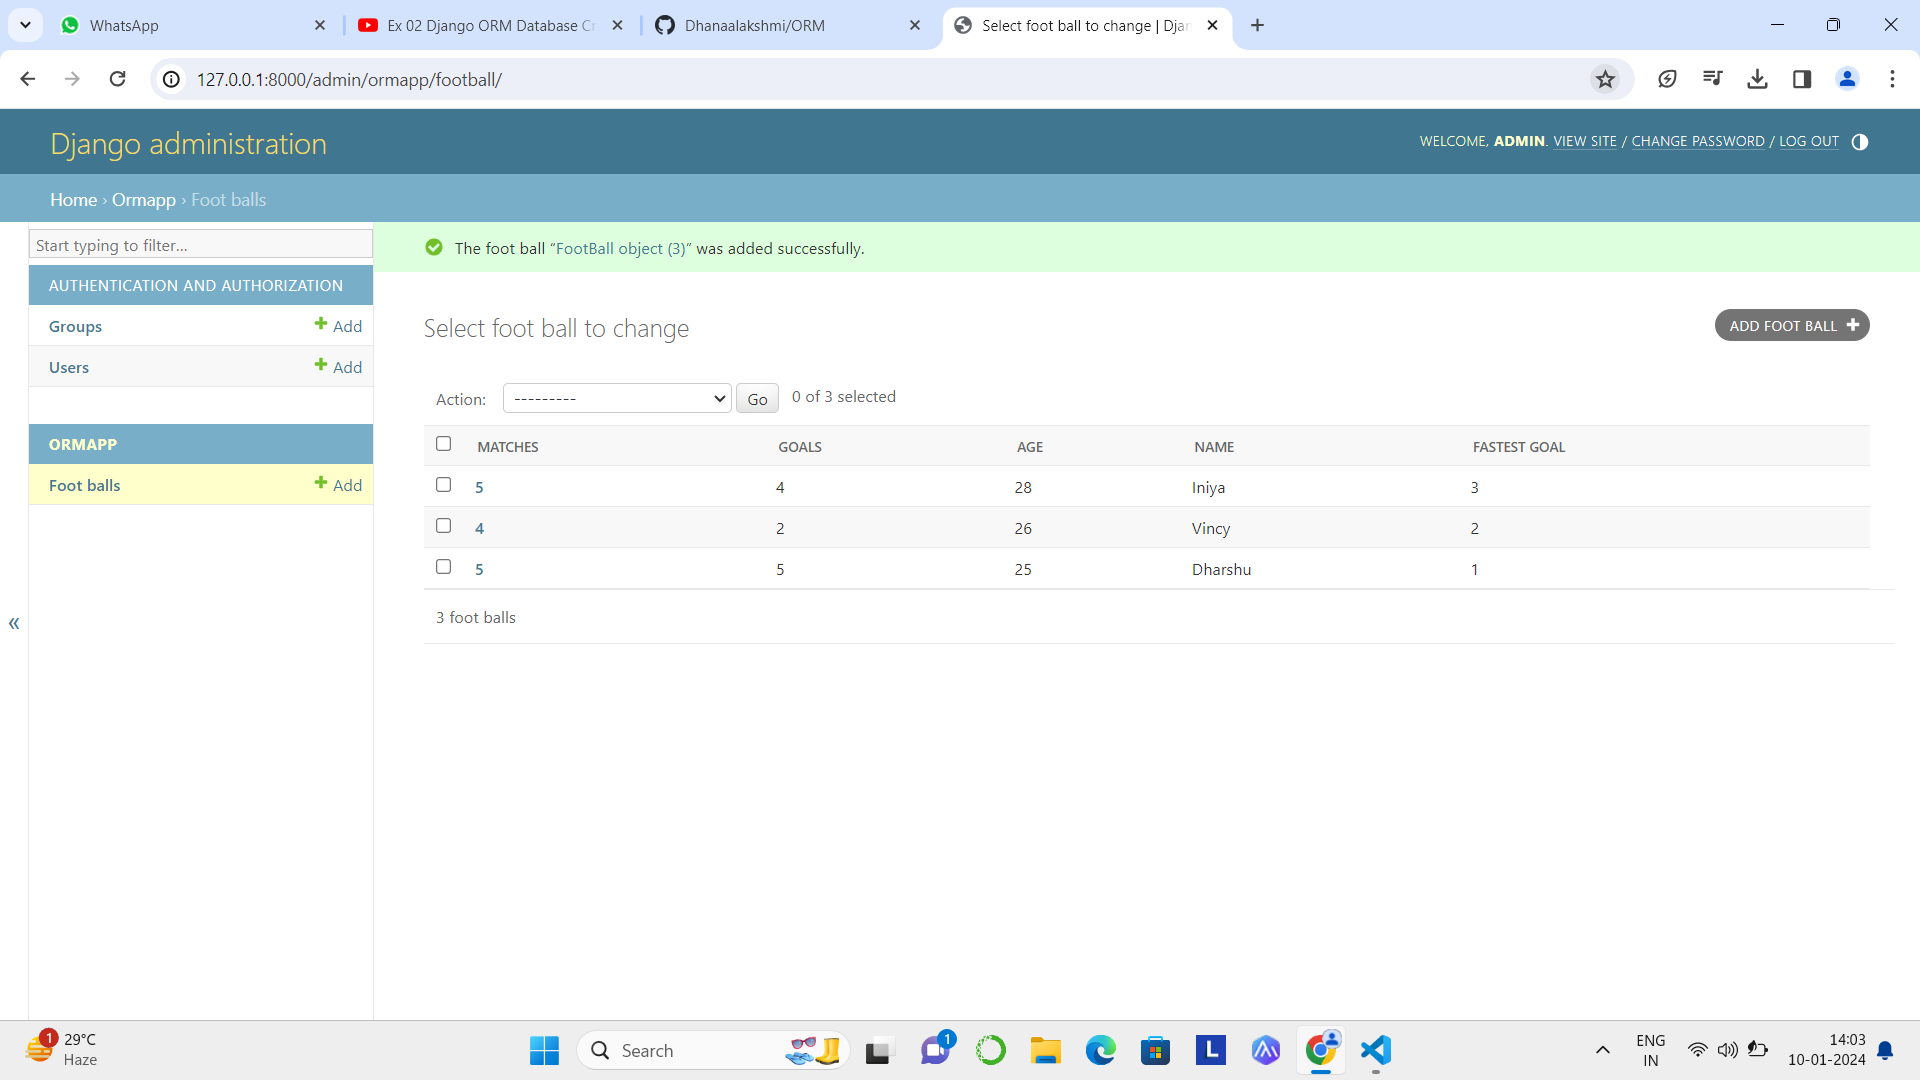 WhatsApp
Ex 02 Django ORM Database Cr
Dhanaalakshmi/ORM
Select foot ball to change | Djan
127.0.0.1:8000/admin/ormapp/football/
Django administration
WELCOME, ADMIN. VIEW SITE / CHANGE PASSWORD / LOG OUT
Home › Ormapp › Foot balls
Start typing to filter...
The foot ball “FootBall object (3)” was added successfully.
AUTHENTICATION AND AUTHORIZATION
Groups + Add
Users + Add
ORMAPP
Foot balls + Add
«
Select foot ball to change
ADD FOOT BALL +
Action: --------- Go 0 of 3 selected
MATCHES GOALS AGE NAME FASTEST GOAL
5 4 28 Iniya 3
4 2 26 Vincy 2
5 5 25 Dharshu 1
3 foot balls
1
29°C
Haze
Search
1
L
ENG
IN
14:03
10-01-2024